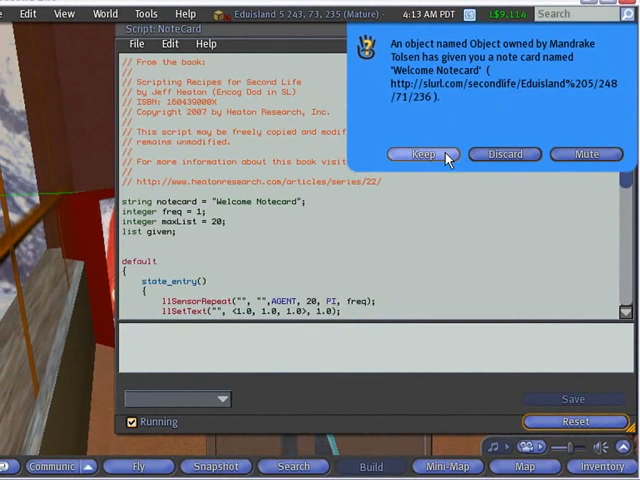 Edit View World Tools Help Eduisland 5 243, 73, 235 (Mature) - 4:13 AM PDT L$9,114 Search
Script: NoteCard
File Edit Help
// From the book:
//
// Scripting Recipes for Second Life
// by Jeff Heaton (Encog Dod in SL)
// ISBN: 160439000X
// Copyright 2007 by Heaton Research, Inc.
//
// This script may be freely copied and modif
// remains unmodified.
//
// For more information about this book visit
//
// http://www.heatonresearch.com/articles/series/22/
string notecard = "Welcome Notecard";
integer freq = 1;
integer maxList = 20;
list given;
default
{
state_entry()
{
llSensorRepeat("", "",AGENT, 20, PI, freq);
llSetText("", <1.0, 1.0, 1.0>, 1.0);
An object named Object owned by Mandrake
Tolsen has given you a note card named
'Welcome Notecard' (
http://slurl.com/secondlife/Eduisland%205/248
/71/236 ).
Keep Discard Mute
Save
Running Reset
Communic Fly Snapshot Search Build Mini-Map Map Inventory